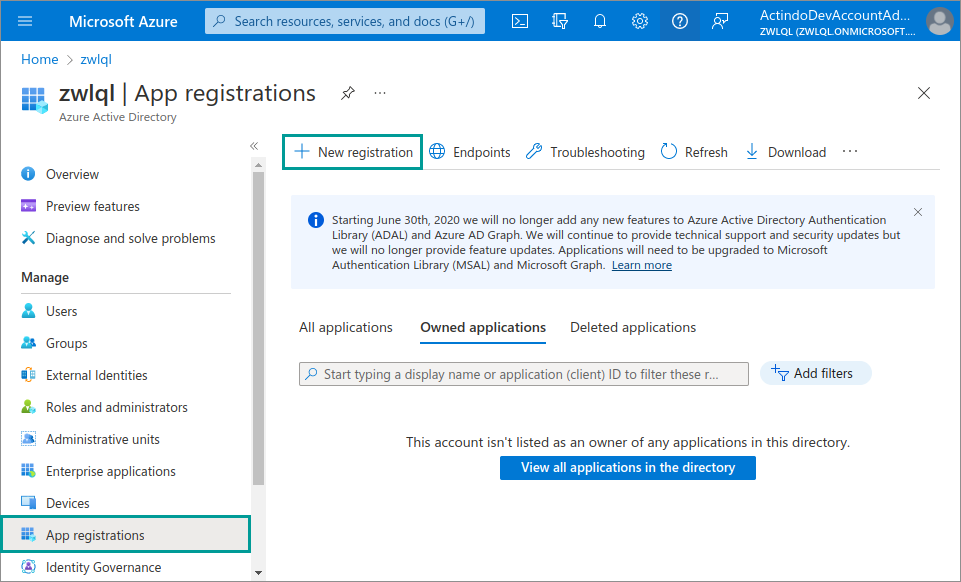 Microsoft Azure
Search resources, services, and docs (G+/)
ActindoDevAccountAd...
ZWLQL (ZWLQL.ONMICROSOFT....
Home > zwlql
zwlql | App registrations ...
Azure Active Directory
Overview
Preview features
Diagnose and solve problems
Manage
Users
Groups
External Identities
Roles and administrators
Administrative units
Enterprise applications
Devices
App registrations
Identity Governance
New registration
Endpoints
Troubleshooting
Refresh
Download
...
Starting June 30th, 2020 we will no longer add any new features to Azure Active Directory Authentication
Library (ADAL) and Azure AD Graph. We will continue to provide technical support and security updates but
we will no longer provide feature updates. Applications will need to be upgraded to Microsoft
Authentication Library (MSAL) and Microsoft Graph. Learn more
All applications
Owned applications
Deleted applications
Start typing a display name or application (client) ID to filter these r...
Add filters
This account isn't listed as an owner of any applications in this directory.
View all applications in the directory